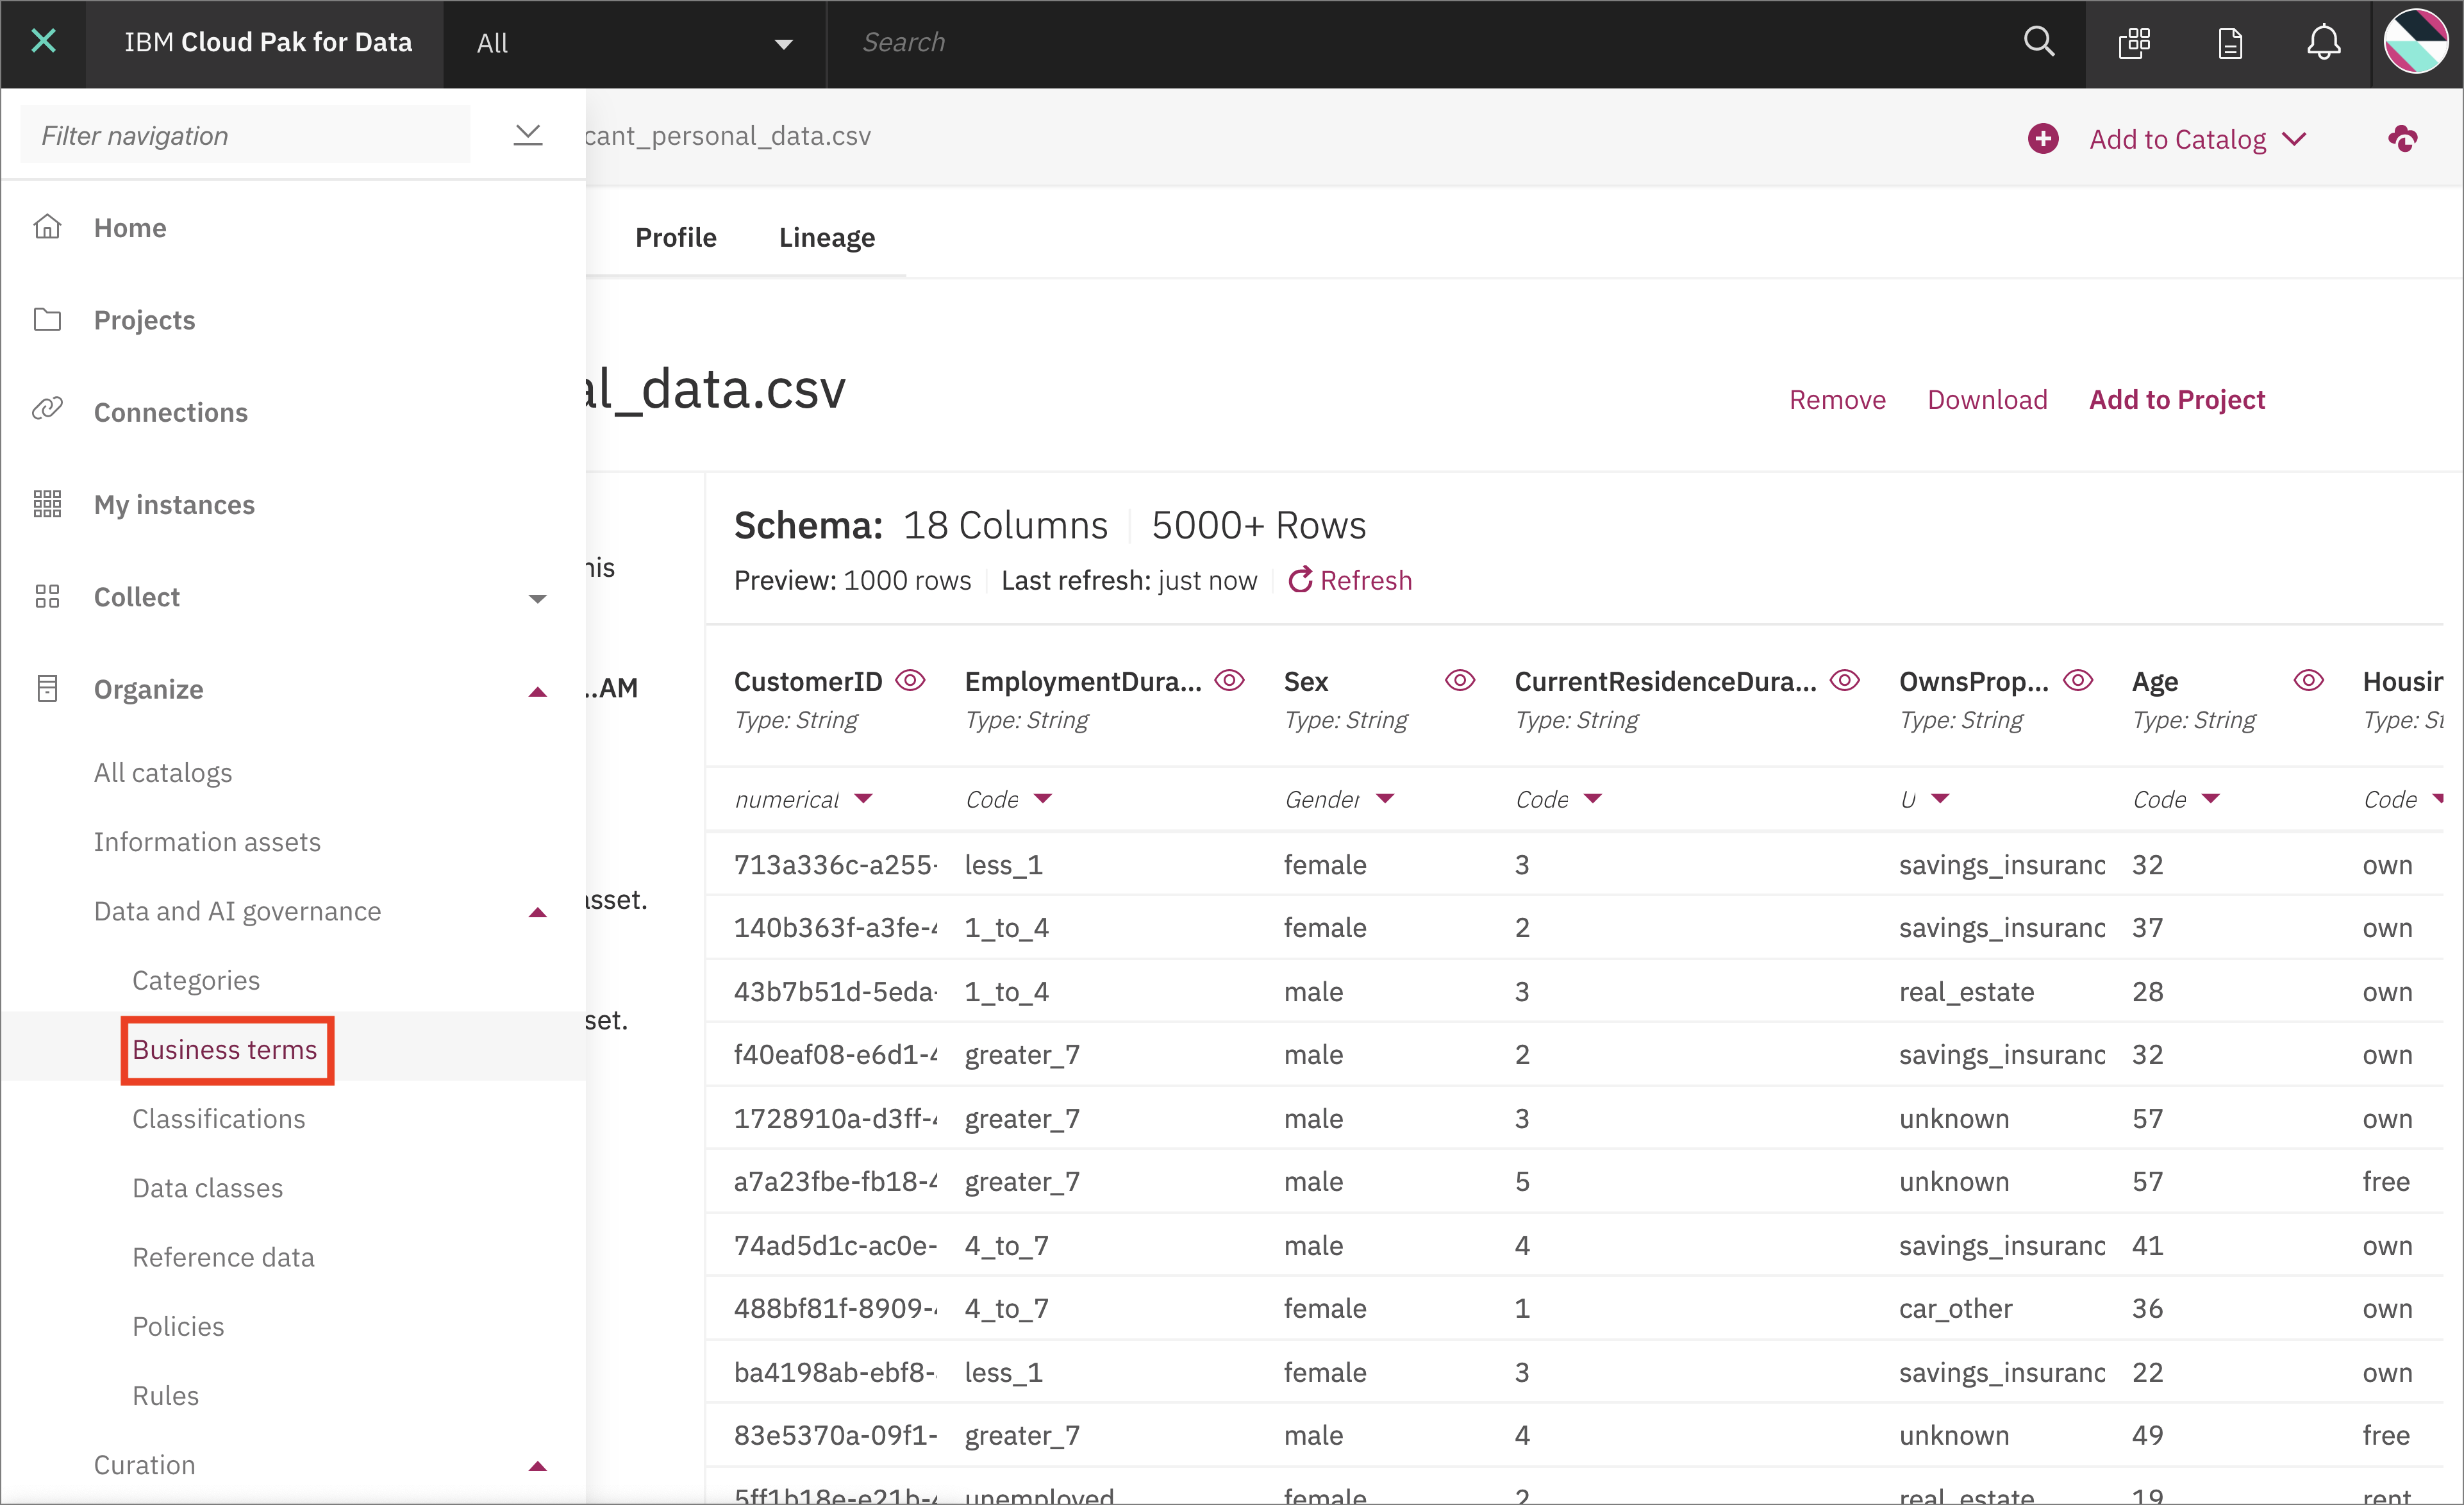 IBM Cloud Pak for Data
All
Search
Filter navigation
Home
Projects
Connections
My instances
Collect
Organize
All catalogs
Information assets
Data and AI governance
Categories
Business terms
Classifications
Data classes
Reference data
Policies
Rules
Curation
cant_personal_data.csv
Add to Catalog
Profile Lineage
al_data.csv
Remove Download Add to Project
his
...AM
asset.
set.
Schema: 18 Columns 5000+ Rows
Preview: 1000 rows Last refresh: just now Refresh
CustomerID EmploymentDura... Sex CurrentResidenceDura... OwnsProp... Age Housin
Type: String Type: String Type: String Type: String Type: String Type: String Type: St
numerical Code Gender Code U Code Code
713a336c-a255- less_1 female 3 savings_insuranc 32 own
140b363f-a3fe-4 1_to_4 female 2 savings_insuranc 37 own
43b7b51d-5eda- 1_to_4 male 3 real_estate 28 own
f40eaf08-e6d1-4 greater_7 male 2 savings_insuranc 32 own
1728910a-d3ff-4 greater_7 male 3 unknown 57 own
a7a23fbe-fb18-4 greater_7 male 5 unknown 57 free
74ad5d1c-ac0e- 4_to_7 male 4 savings_insuranc 41 own
488bf81f-8909-4 4_to_7 female 1 car_other 36 own
ba4198ab-ebf8- less_1 female 3 savings_insuranc 22 own
83e5370a-09f1- greater_7 male 4 unknown 49 free
5ff1b18e-e21b-4 unemployed female 2 real_estate 19 rent